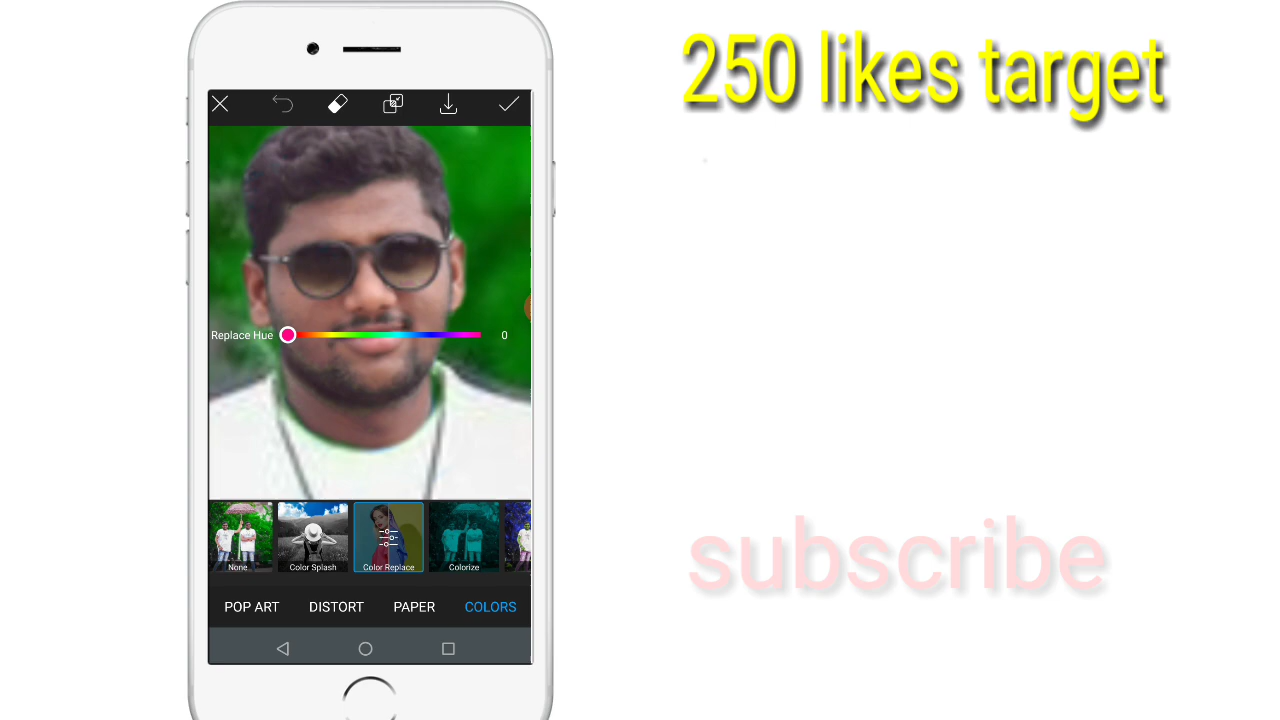 250 likes target
Replace Hue 0
None Color Splash Color Replace Colorize
POP ART DISTORT PAPER COLORS
subscribe